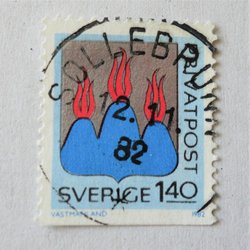 SOLLEBRUNN
12.11.
82
PRIVATPOST
SVERIGE 1.40
VÄSTMANLAND 1982